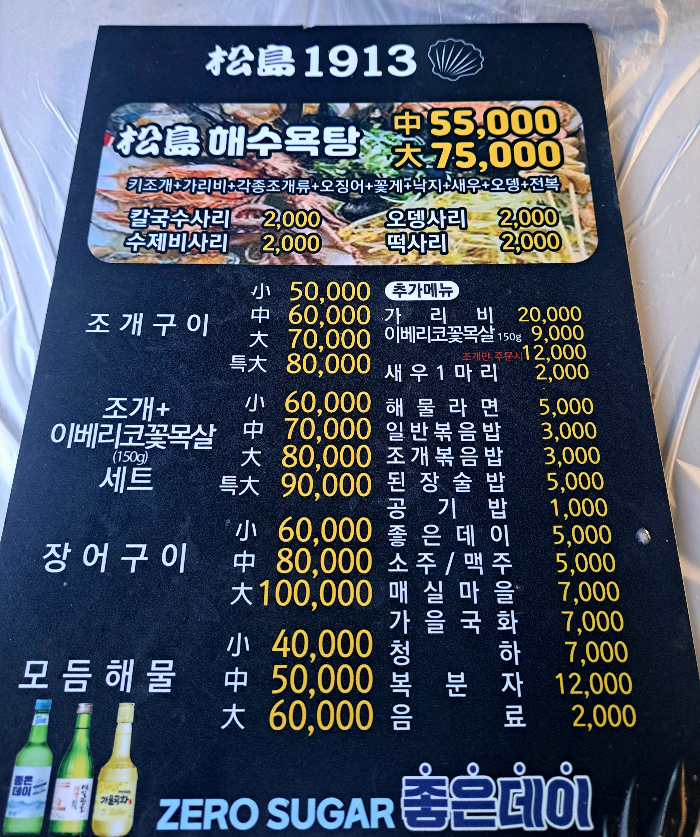 松島 1913
松島 해수욕탕
中 55,000
大 75,000
키조개+가리비+각종조개류+오징어+꽃게+낙지+새우+오뎅+전복
칼국수사리 2,000 오뎅사리 2,000
수제비사리 2,000 떡사리 2,000
조개구이
小 50,000
中 60,000
大 70,000
특大 80,000
조개+
이베리코꽃목살
(150g)
세트
小 60,000
中 70,000
大 80,000
특大 90,000
장어구이
小 60,000
中 80,000
大 100,000
모듬해물
小 40,000
中 50,000
大 60,000
추가메뉴
가리비 20,000
이베리코꽃목살 150g 9,000
조개만 주문시 12,000
새우1마리 2,000
해물라면 5,000
일반볶음밥 3,000
조개볶음밥 3,000
된장술밥 5,000
공기밥 1,000
좋은데이 5,000
소주/맥주 5,000
매실마을 7,000
가을국화 7,000
청하 7,000
복분자 12,000
음료 2,000
좋은
데이
가을국화
ZERO SUGAR 좋은데이